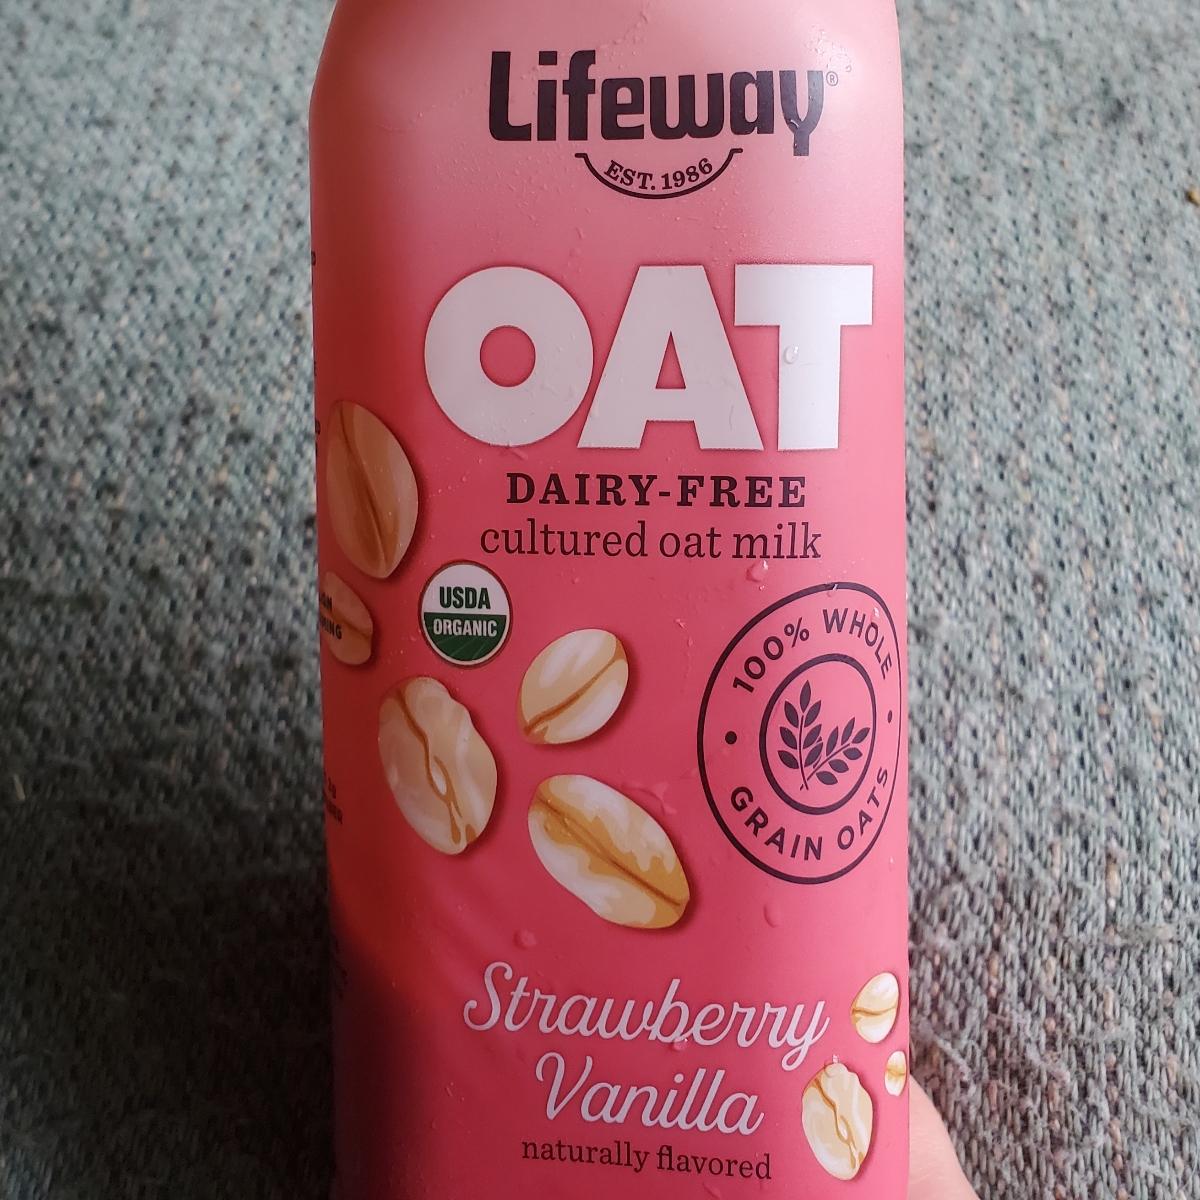 Lifeway®
EST. 1986
OAT
DAIRY-FREE
cultured oat milk
USDA
ORGANIC
100% WHOLE
GRAIN OATS
Strawberry
Vanilla
naturally flavored